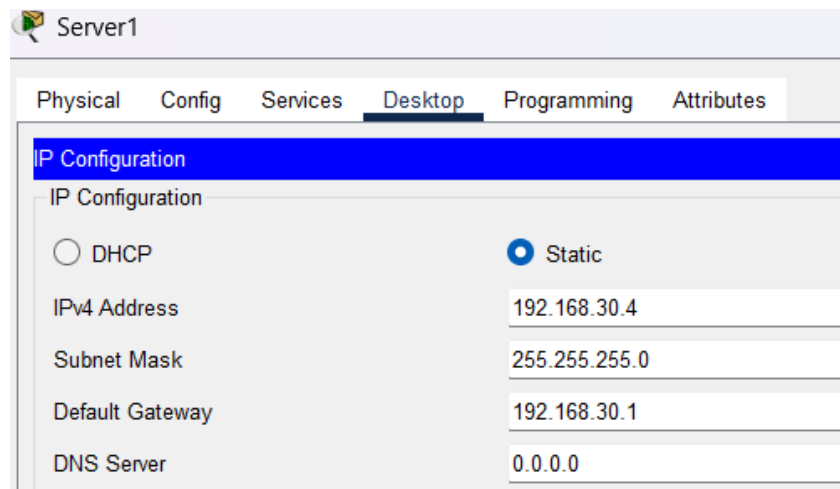 Server1
Physical Config Services Desktop Programming Attributes
IP Configuration
IP Configuration
DHCP Static
IPv4 Address 192.168.30.4
Subnet Mask 255.255.255.0
Default Gateway 192.168.30.1
DNS Server 0.0.0.0